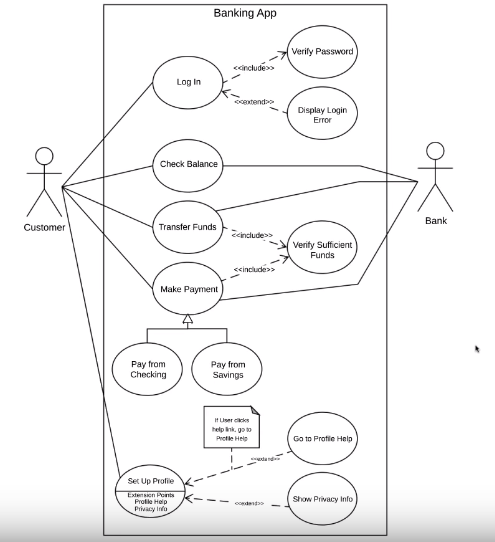 Banking App
Verify Password
Log In
<<include>>
<<extend>>
Display Login
Error
Check Balance
Customer
Bank
Transfer Funds
<<include>>
Verify Sufficient
Funds
<<include>>
Make Payment
Pay from
Checking
Pay from
Savings
If User clicks
help link, go to
Profile Help
Go to Profile Help
<<extend>>
Set Up Profile
Extension Points
Profile Help
Privacy Info
<<extend>>
Show Privacy Info